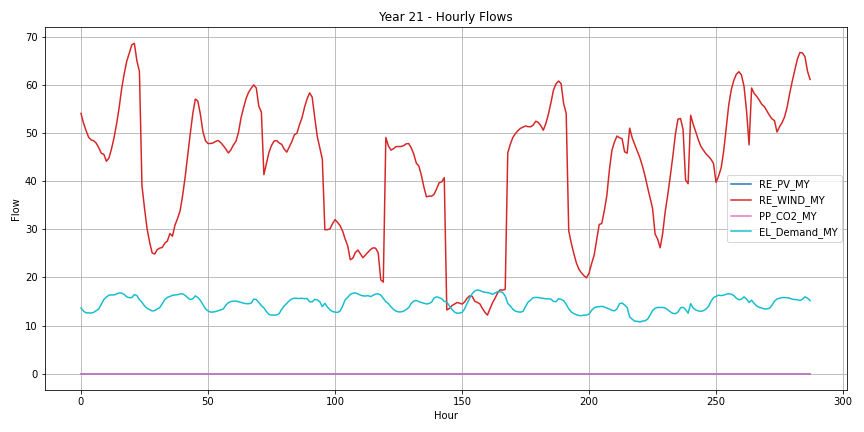 Year 21 - Hourly Flows
Flow
70
60
50
40
30
20
10
0
RE_PV_MY
RE_WIND_MY
PP_CO2_MY
EL_Demand_MY
0
50
100
150
200
250
300
Hour